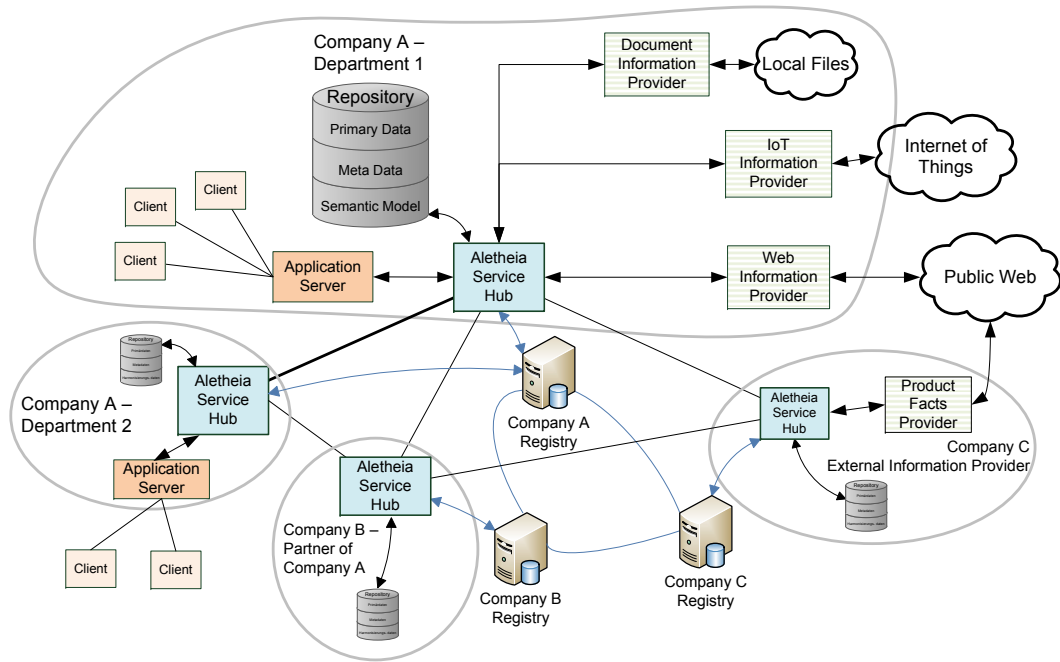 Company A –
Department 1
Document
Information
Provider
Local Files
Repository
Primary Data
Meta Data
Semantic Model
IoT
Information
Provider
Internet of
Things
Client
Client
Client
Application
Server
Aletheia
Service
Hub
Web
Information
Provider
Public Web
Repository
Aletheia
Service
Hub
Company A –
Department 2
Application
Server
Client
Client
Company A
Registry
Aletheia
Service
Hub
Company B –
Partner of
Company A
Repository
Company B
Registry
Company C
Registry
Aletheia
Service
Hub
Product
Facts
Provider
Company C
External Information Provider
Repository